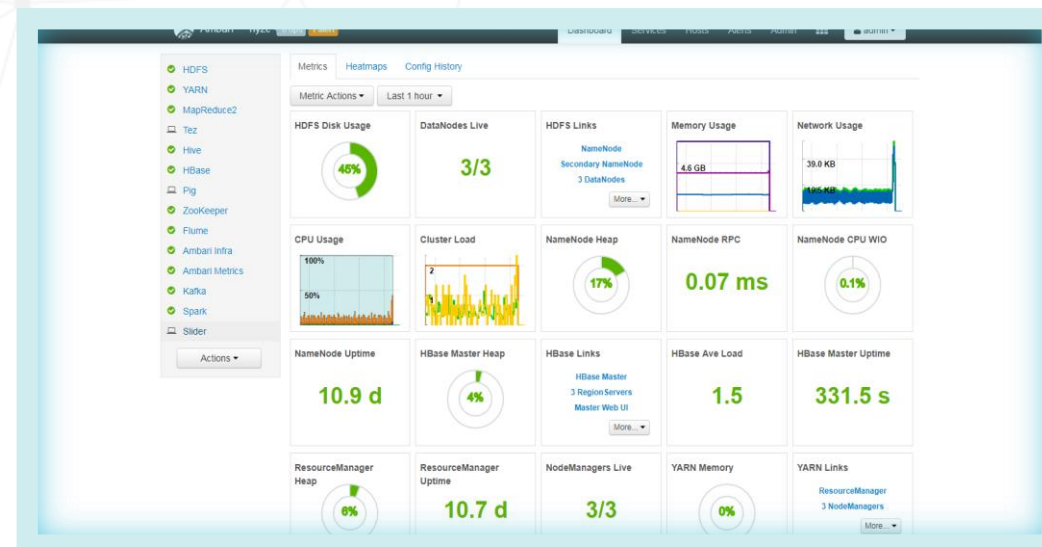 Ambari
Dashboard Services Hosts Alerts Admin admin
HDFS
YARN
MapReduce2
Tez
Hive
HBase
Pig
ZooKeeper
Flume
Ambari Infra
Ambari Metrics
Kafka
Spark
Slider
Actions
Metrics Heatmaps Config History
Metric Actions Last 1 hour
HDFS Disk Usage
45%
DataNodes Live
3/3
HDFS Links
NameNode
Secondary NameNode
3 DataNodes
More...
Memory Usage
4.6 GB
Network Usage
39.0 KB
19.5 KB
CPU Usage
100%
50%
Cluster Load
2
NameNode Heap
17%
NameNode RPC
0.07 ms
NameNode CPU WIO
0.1%
NameNode Uptime
10.9 d
HBase Master Heap
4%
HBase Links
HBase Master
3 RegionServers
Master Web UI
More...
HBase Ave Load
1.5
HBase Master Uptime
331.5 s
ResourceManager
Heap
6%
ResourceManager
Uptime
10.7 d
NodeManagers Live
3/3
YARN Memory
0%
YARN Links
ResourceManager
3 NodeManagers
More...